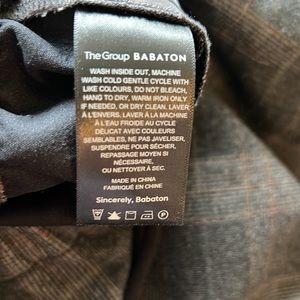 The Group BABATON
WASH INSIDE OUT, MACHINE
WASH COLD GENTLE CYCLE WITH
LIKE COLOURS, DO NOT BLEACH,
HANG TO DRY, WARM IRON ONLY
IF NEEDED, OR DRY CLEAN. LAVER
À L'ENVERS. LAVER À LA MACHINE
À L'EAU FROIDE AU CYCLE
DÉLICAT AVEC COULEURS
SEMBLABLES, NE PAS JAVELISER,
SUSPENDRE POUR SÉCHER,
REPASSAGE MOYEN SI
NÉCESSAIRE,
OU NETTOYER À SEC.
MADE IN CHINA
FABRIQUÉ EN CHINE
Sincerely, Babaton